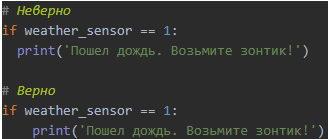 # Неверно
if weather_sensor == 1:
  print('Пошел дождь. Возьмите зонтик!')
# Верно
if weather_sensor == 1:
    print('Пошел дождь. Возьмите зонтик!')